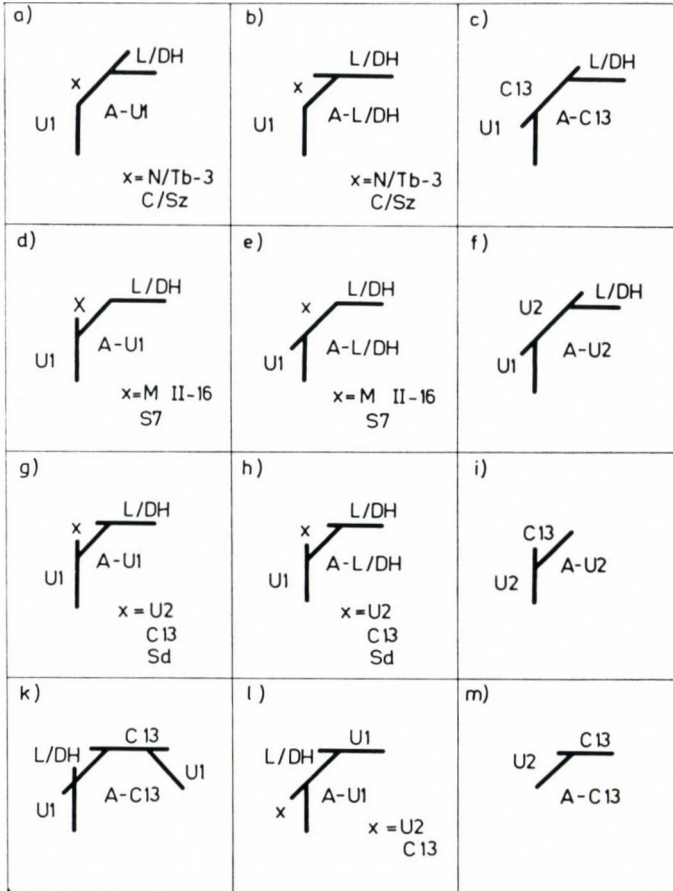 a)
L/DH
x
U1
A-U1
x=N/Tb-3
C/Sz
b)
L/DH
x
U1
A-L/DH
x=N/Tb-3
C/Sz
c)
L/DH
C13
U1
A-C13
d)
L/DH
X
U1
A-U1
x=M II-16
S7
e)
L/DH
x
U1
A-L/DH
x=M II-16
S7
f)
U2
L/DH
U1
A-U2
g)
L/DH
x
U1
A-U1
x = U2
C13
Sd
h)
L/DH
x
U1
A-L/DH
x = U2
C13
Sd
i)
C13
U2
A-U2
k)
C13
L/DH
U1
U1
A-C13
l)
U1
L/DH
A-U1
x
x = U2
C13
m)
C13
U2
A-C13